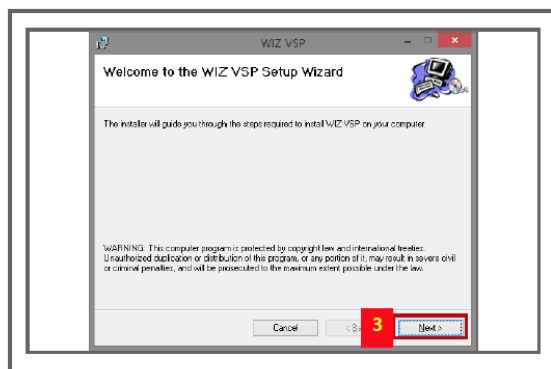 WIZ VSP
Welcome to the WIZ VSP Setup Wizard
The installer will guide you through the steps required to install WIZ VSP on your computer.
WARNING: This computer program is protected by copyright law and international treaties.
Unauthorized duplication or distribution of this program, or any portion of it, may result in severe civil
or criminal penalties, and will be prosecuted to the maximum extent possible under the law.
Cancel
3
Next >